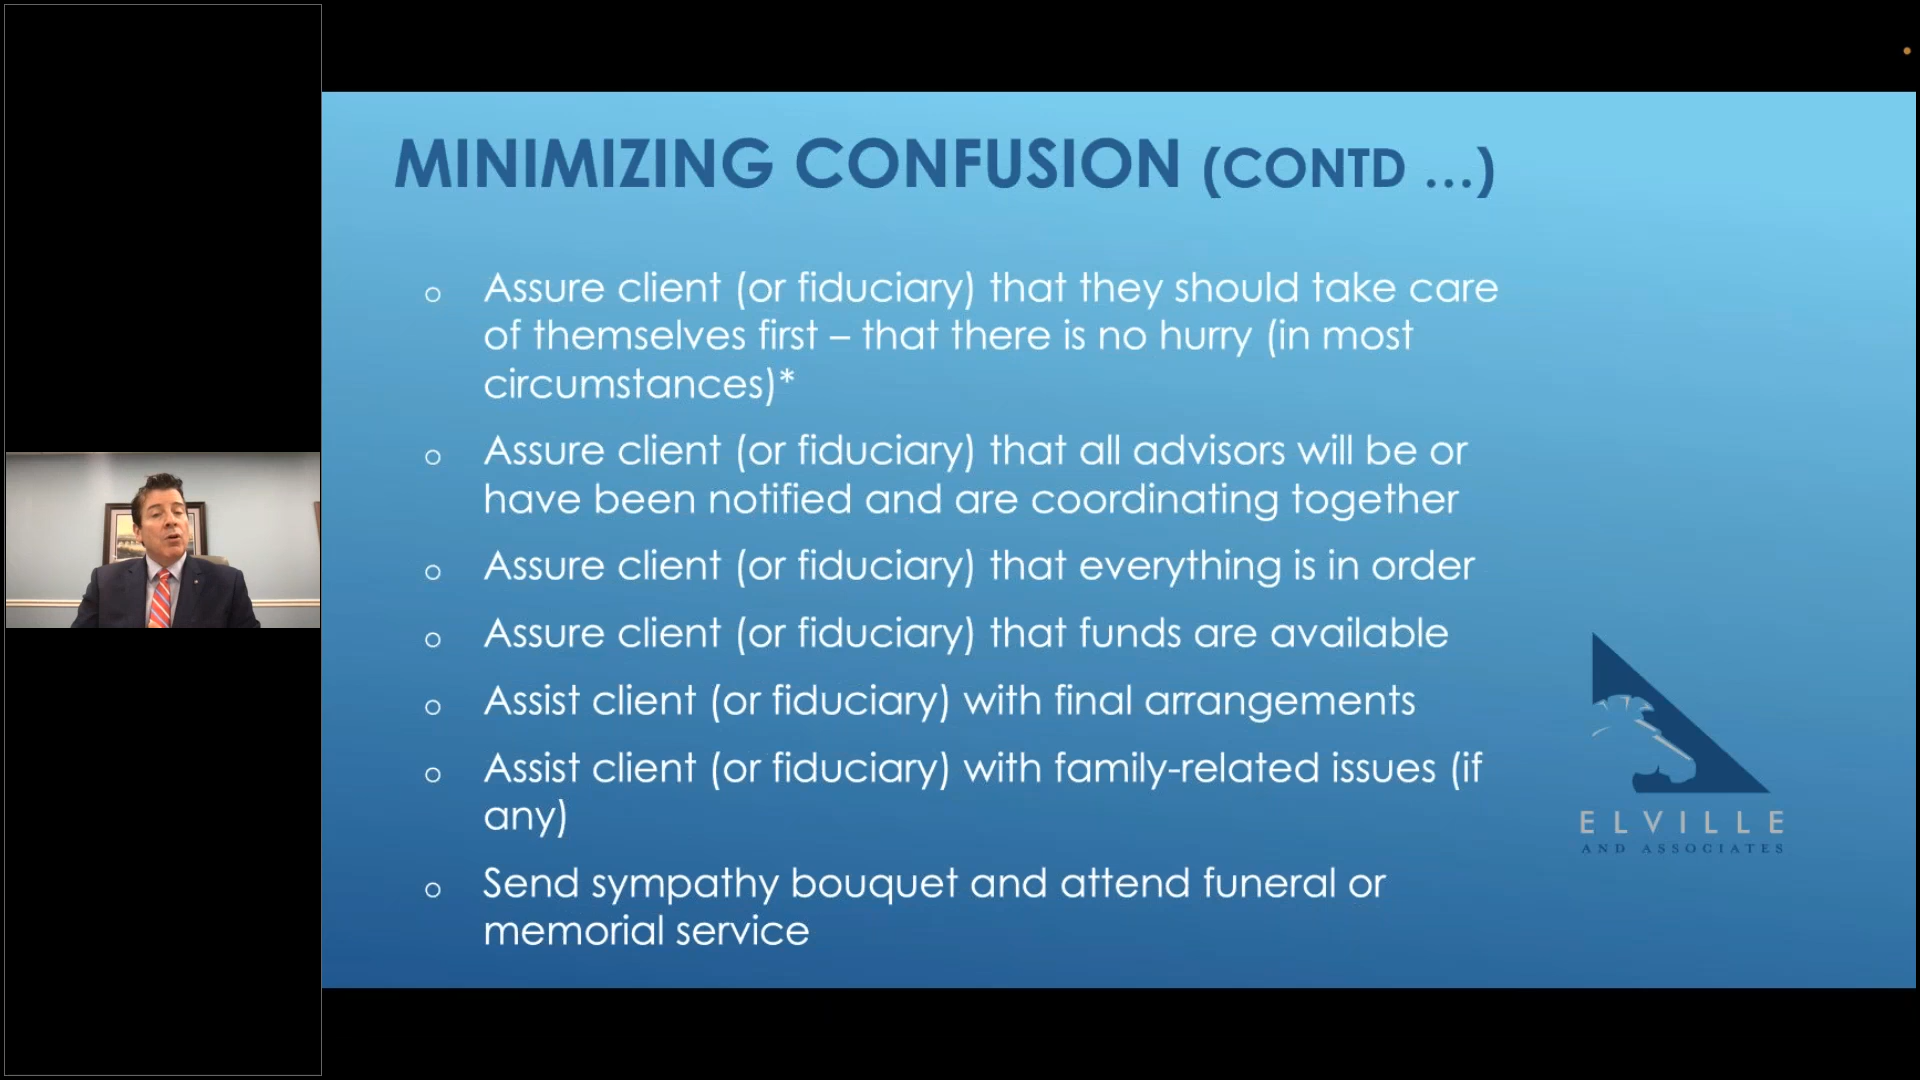 MINIMIZING CONFUSION (CONTD ...)
o Assure client (or fiduciary) that they should take care
of themselves first – that there is no hurry (in most
circumstances)*
o Assure client (or fiduciary) that all advisors will be or
have been notified and are coordinating together
o Assure client (or fiduciary) that everything is in order
o Assure client (or fiduciary) that funds are available
o Assist client (or fiduciary) with final arrangements
o Assist client (or fiduciary) with family-related issues (if
any)
o Send sympathy bouquet and attend funeral or
memorial service
ELVILLE
AND ASSOCIATES